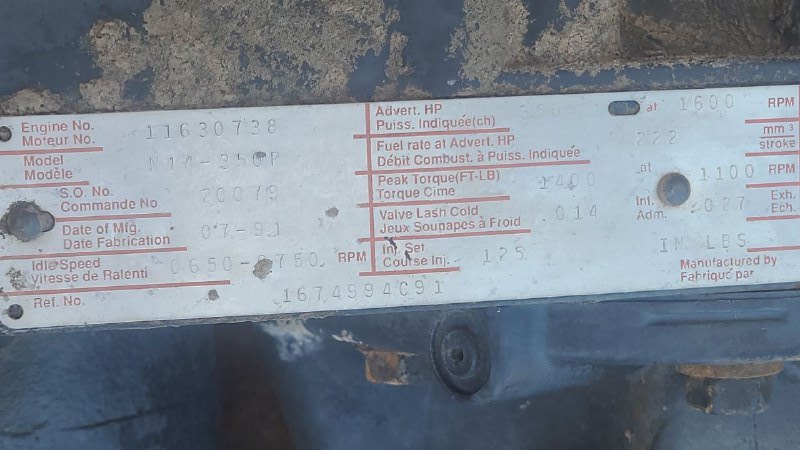 Engine No.
Moteur No.
11630738
Model
Modèle
N14-350P
S.O. No.
Commande No
20079
Date of Mfg.
Date Fabrication
07-91
Idle Speed
Vitesse de Ralenti
0650-0750 RPM
Ref. No.
1674994C91
Advert. HP
Puiss. Indiquée(ch)
350 at 1600 RPM
Fuel rate at Advert. HP
Débit Combust. à Puiss. Indiquée
222 mm³
stroke
Peak Torque(FT-LB)
Torque Cime
1400 at 1100 RPM
Valve Lash Cold
Jeux Soupapes à Froid
.014 Int.
Adm.
.027 Exh.
Ech.
Inj. Set
Course Inj.
125 IN LBS
Manufactured by
Fabriqué par